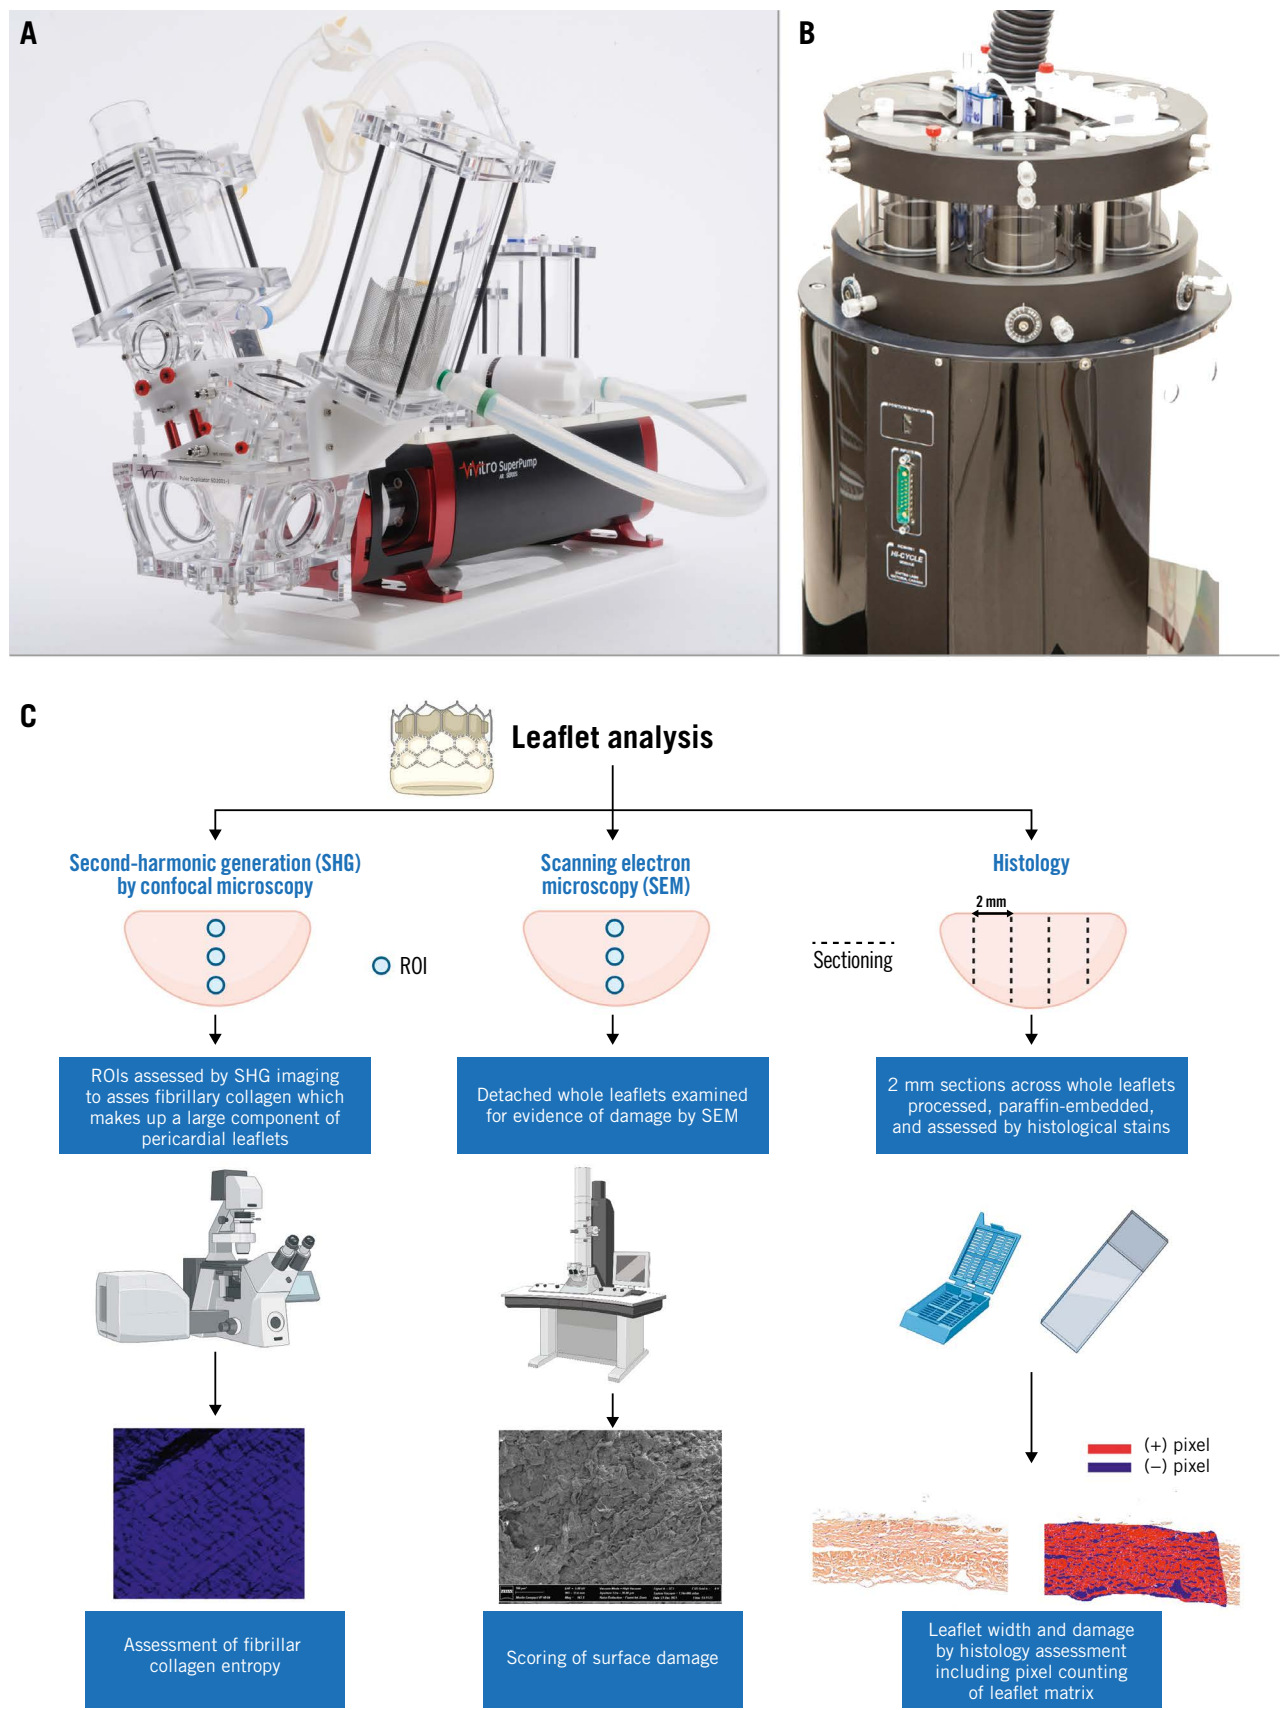 A
B
ViVitro SuperPump
AR SERIES
Pulse Duplicator
HI-CYCLE
C
Leaflet analysis
Second-harmonic generation (SHG)
by confocal microscopy
Scanning electron
microscopy (SEM)
Histology
2 mm
ROI
Sectioning
ROIs assessed by SHG imaging
to asses fibrillary collagen which
makes up a large component of
pericardial leaflets
Detached whole leaflets examined
for evidence of damage by SEM
2 mm sections across whole leaflets
processed, paraffin-embedded,
and assessed by histological stains
(+) pixel
(–) pixel
Assessment of fibrillar
collagen entropy
Scoring of surface damage
Leaflet width and damage
by histology assessment
including pixel counting
of leaflet matrix